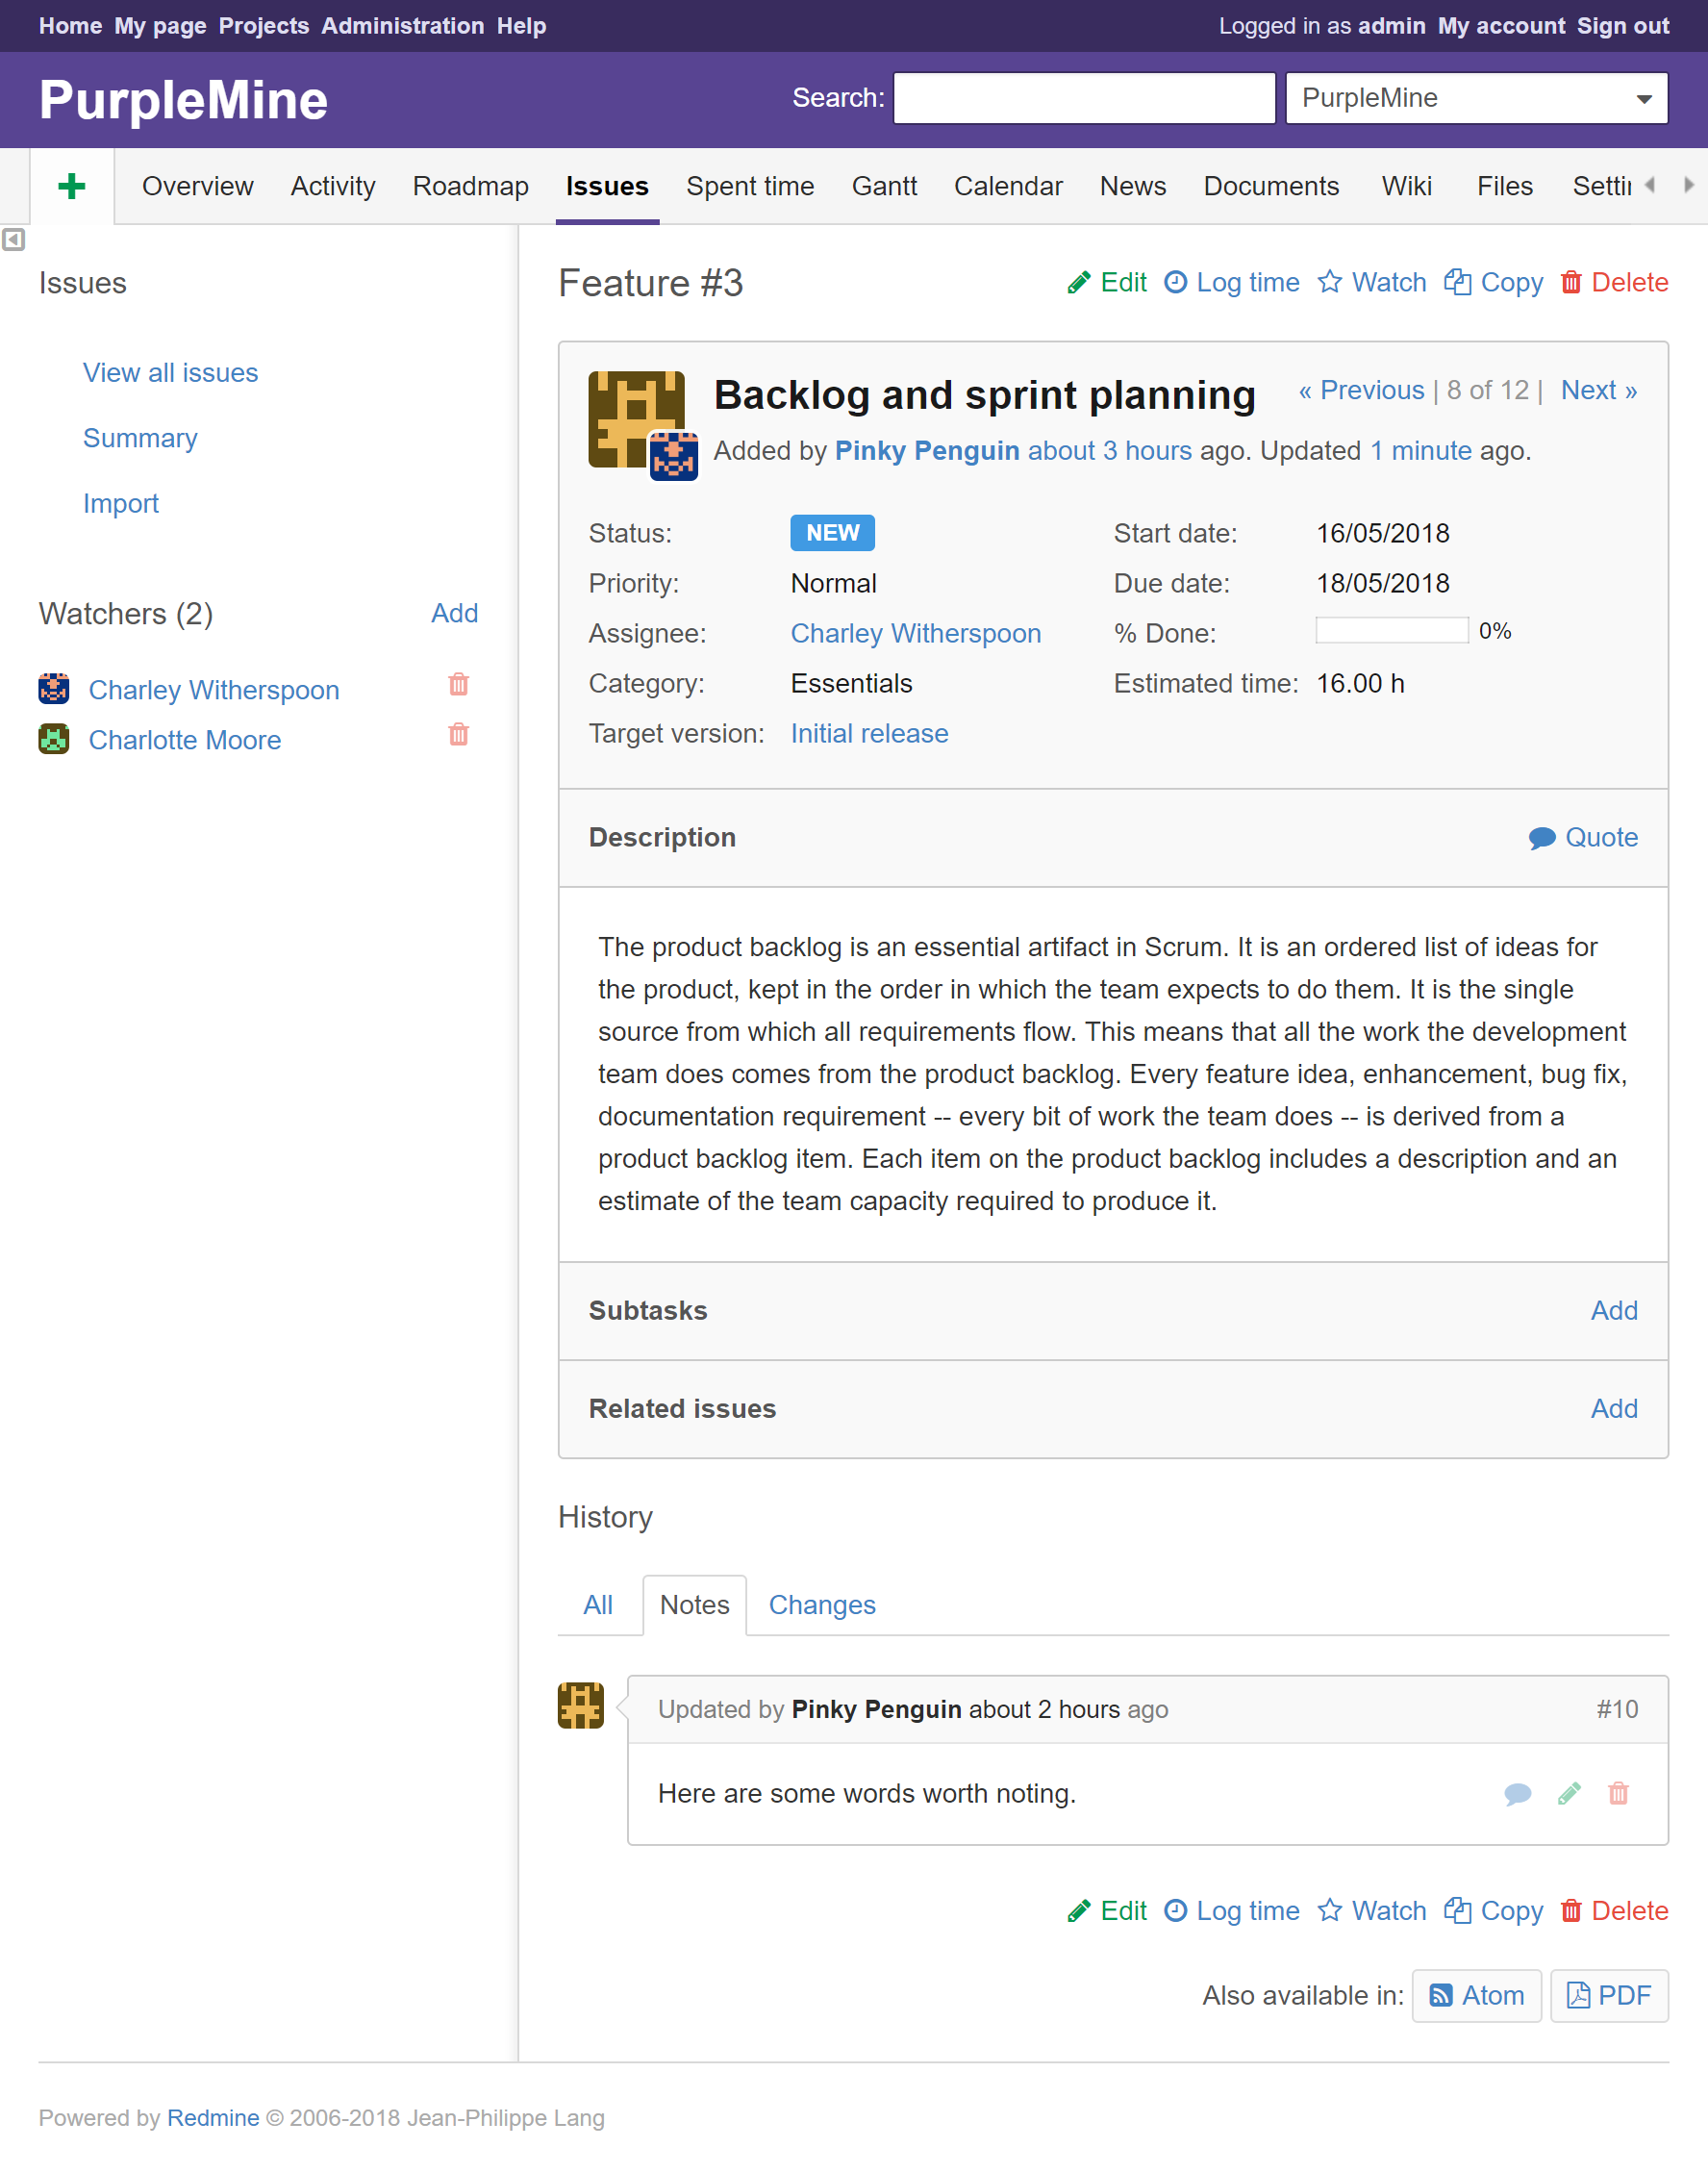 Home My page Projects Administration Help Logged in as admin My account Sign out
PurpleMine Search: PurpleMine
Overview Activity Roadmap Issues Spent time Gantt Calendar News Documents Wiki Files
Issues
View all issues
Summary
Import
Watchers (2) Add
Charley Witherspoon
Charlotte Moore
Feature #3 Edit Log time Watch Copy Delete
Backlog and sprint planning « Previous | 8 of 12 | Next »
Added by Pinky Penguin about 3 hours ago. Updated 1 minute ago.
Status: NEW Start date: 16/05/2018
Priority: Normal Due date: 18/05/2018
Assignee: Charley Witherspoon % Done: 0%
Category: Essentials Estimated time: 16.00 h
Target version: Initial release
Description Quote
The product backlog is an essential artifact in Scrum. It is an ordered list of ideas for
the product, kept in the order in which the team expects to do them. It is the single
source from which all requirements flow. This means that all the work the development
team does comes from the product backlog. Every feature idea, enhancement, bug fix,
documentation requirement -- every bit of work the team does -- is derived from a
product backlog item. Each item on the product backlog includes a description and an
estimate of the team capacity required to produce it.
Subtasks Add
Related issues Add
History
All Notes Changes
Updated by Pinky Penguin about 2 hours ago #10
Here are some words worth noting.
Edit Log time Watch Copy Delete
Also available in: Atom PDF
Powered by Redmine © 2006-2018 Jean-Philippe Lang